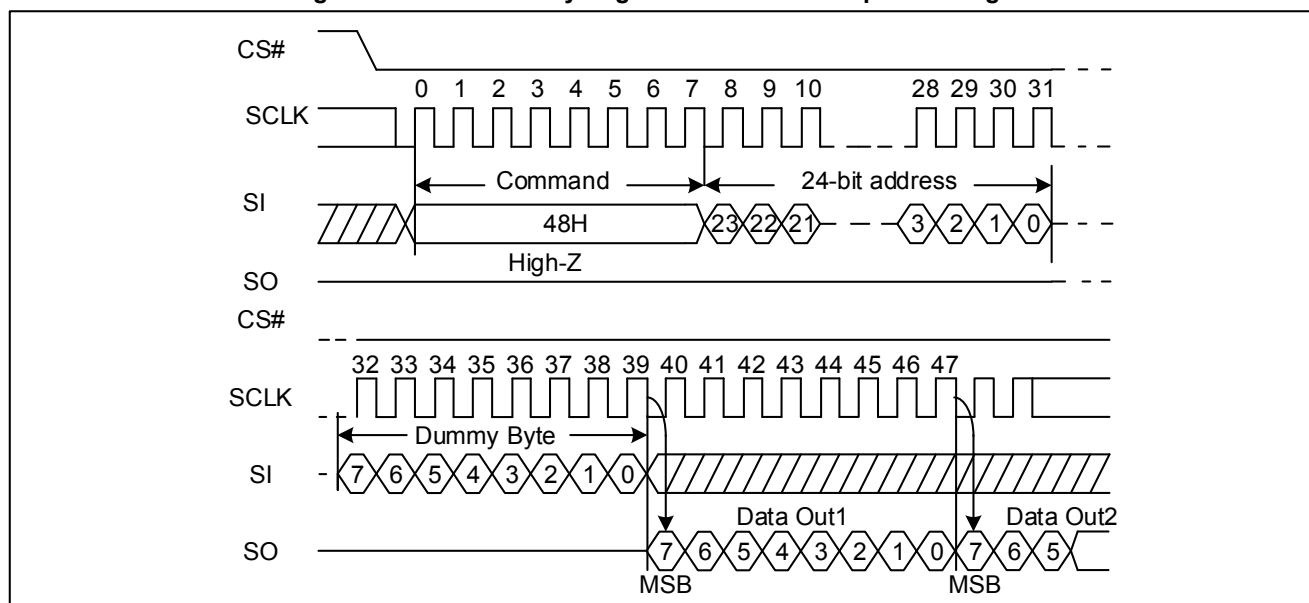 CS#
0 1 2 3 4 5 6 7 8 9 10 28 29 30 31
SCLK
Command 24-bit address
SI
48H 23 22 21 3 2 1 0
High-Z
SO
CS#
32 33 34 35 36 37 38 39 40 41 42 43 44 45 46 47
SCLK
Dummy Byte
SI 7 6 5 4 3 2 1 0
Data Out1 Data Out2
SO 7 6 5 4 3 2 1 0 7 6 5
MSB MSB